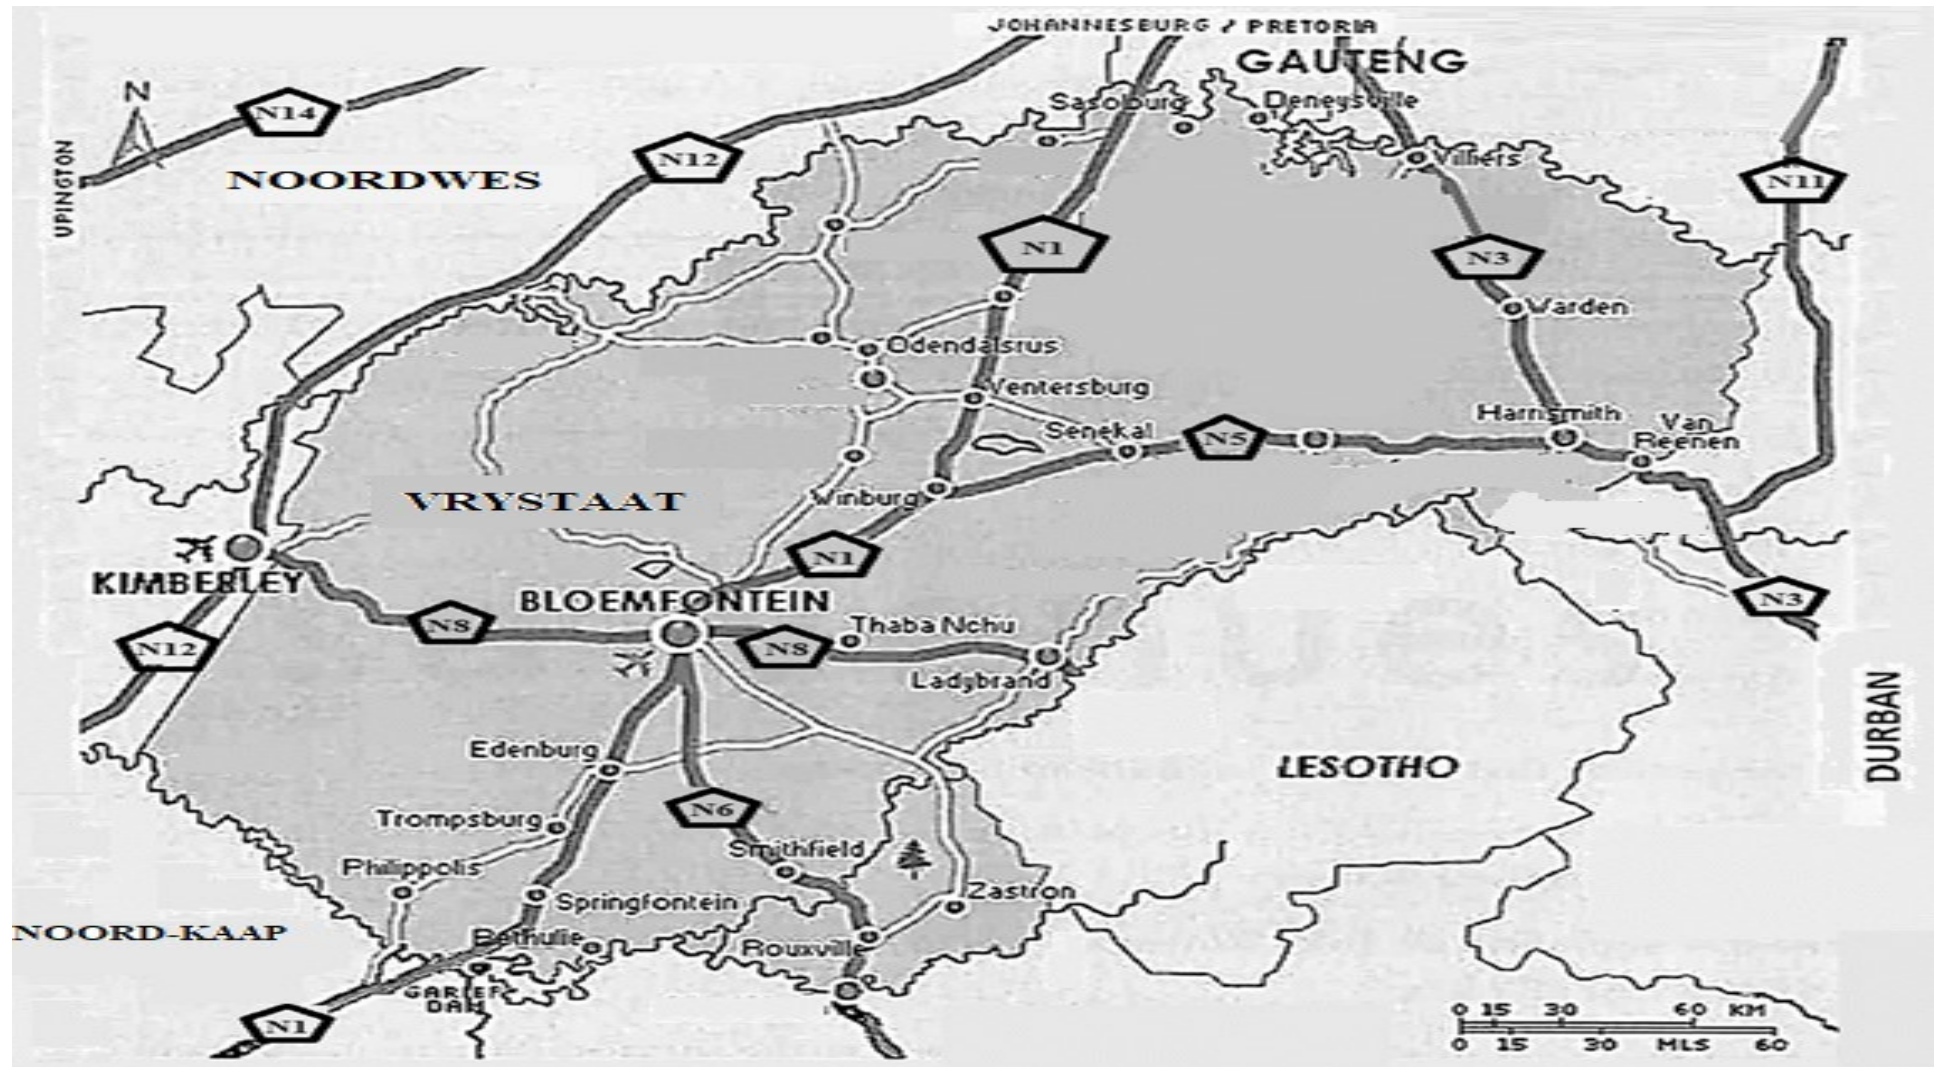 JOHANNESBURG / PRETORIA
GAUTENG
N
N14
Sasolburg
Deneysville
UPINGTON
N12
Villiers
NOORDWES
N11
N1
N3
Warden
Odendalsrus
Ventersburg
Harrismith
Senekal
N5
Van
Reenen
VRYSTAAT
Winburg
N1
KIMBERLEY
BLOEMFONTEIN
N3
N8
Thaba Nchu
N12
N8
Ladybrand
DURBAN
Edenburg
LESOTHO
N6
Trompsburg
Smithfield
Philippolis
Zastron
Springfontein
NOORD-KAAP
Bethulie
Rouxville
GARIEP
DAM
N1
0 15 30 60 KM
0 15 30 MLS 60